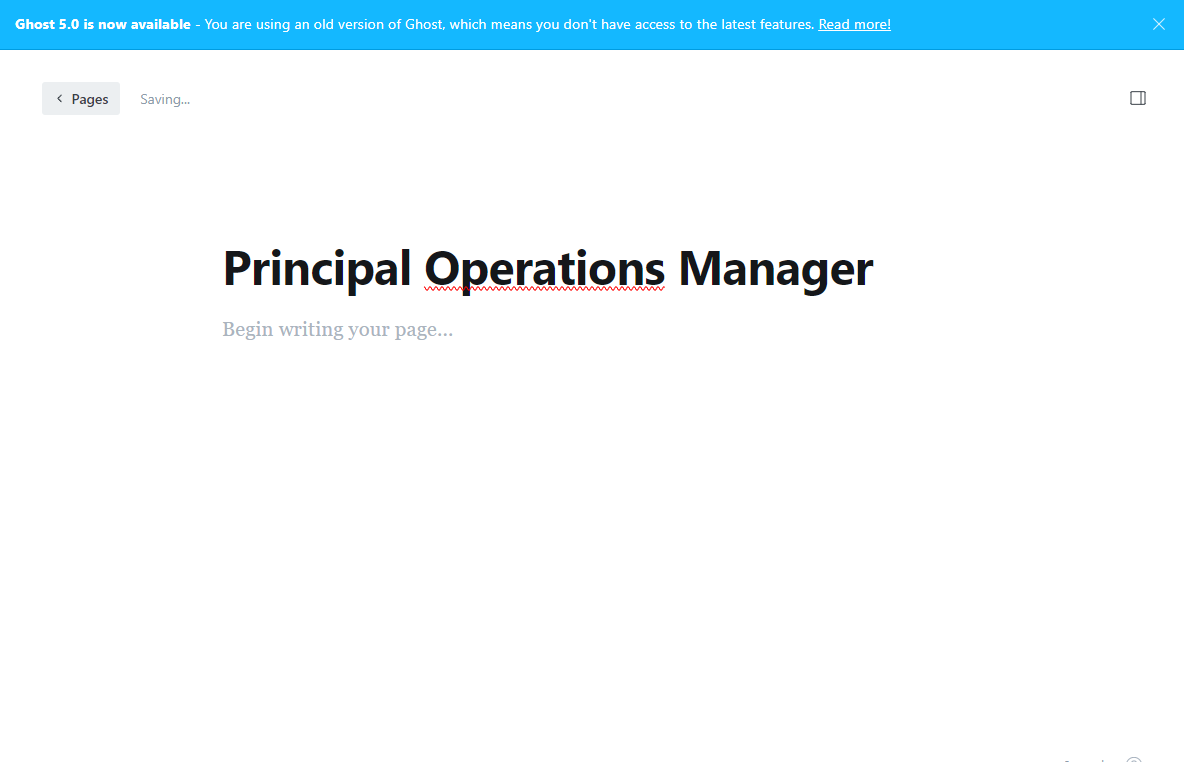 Ghost 5.0 is now available - You are using an old version of Ghost, which means you don't have access to the latest features. Read more!
Pages
Saving...
Principal Operations Manager
Begin writing your page...